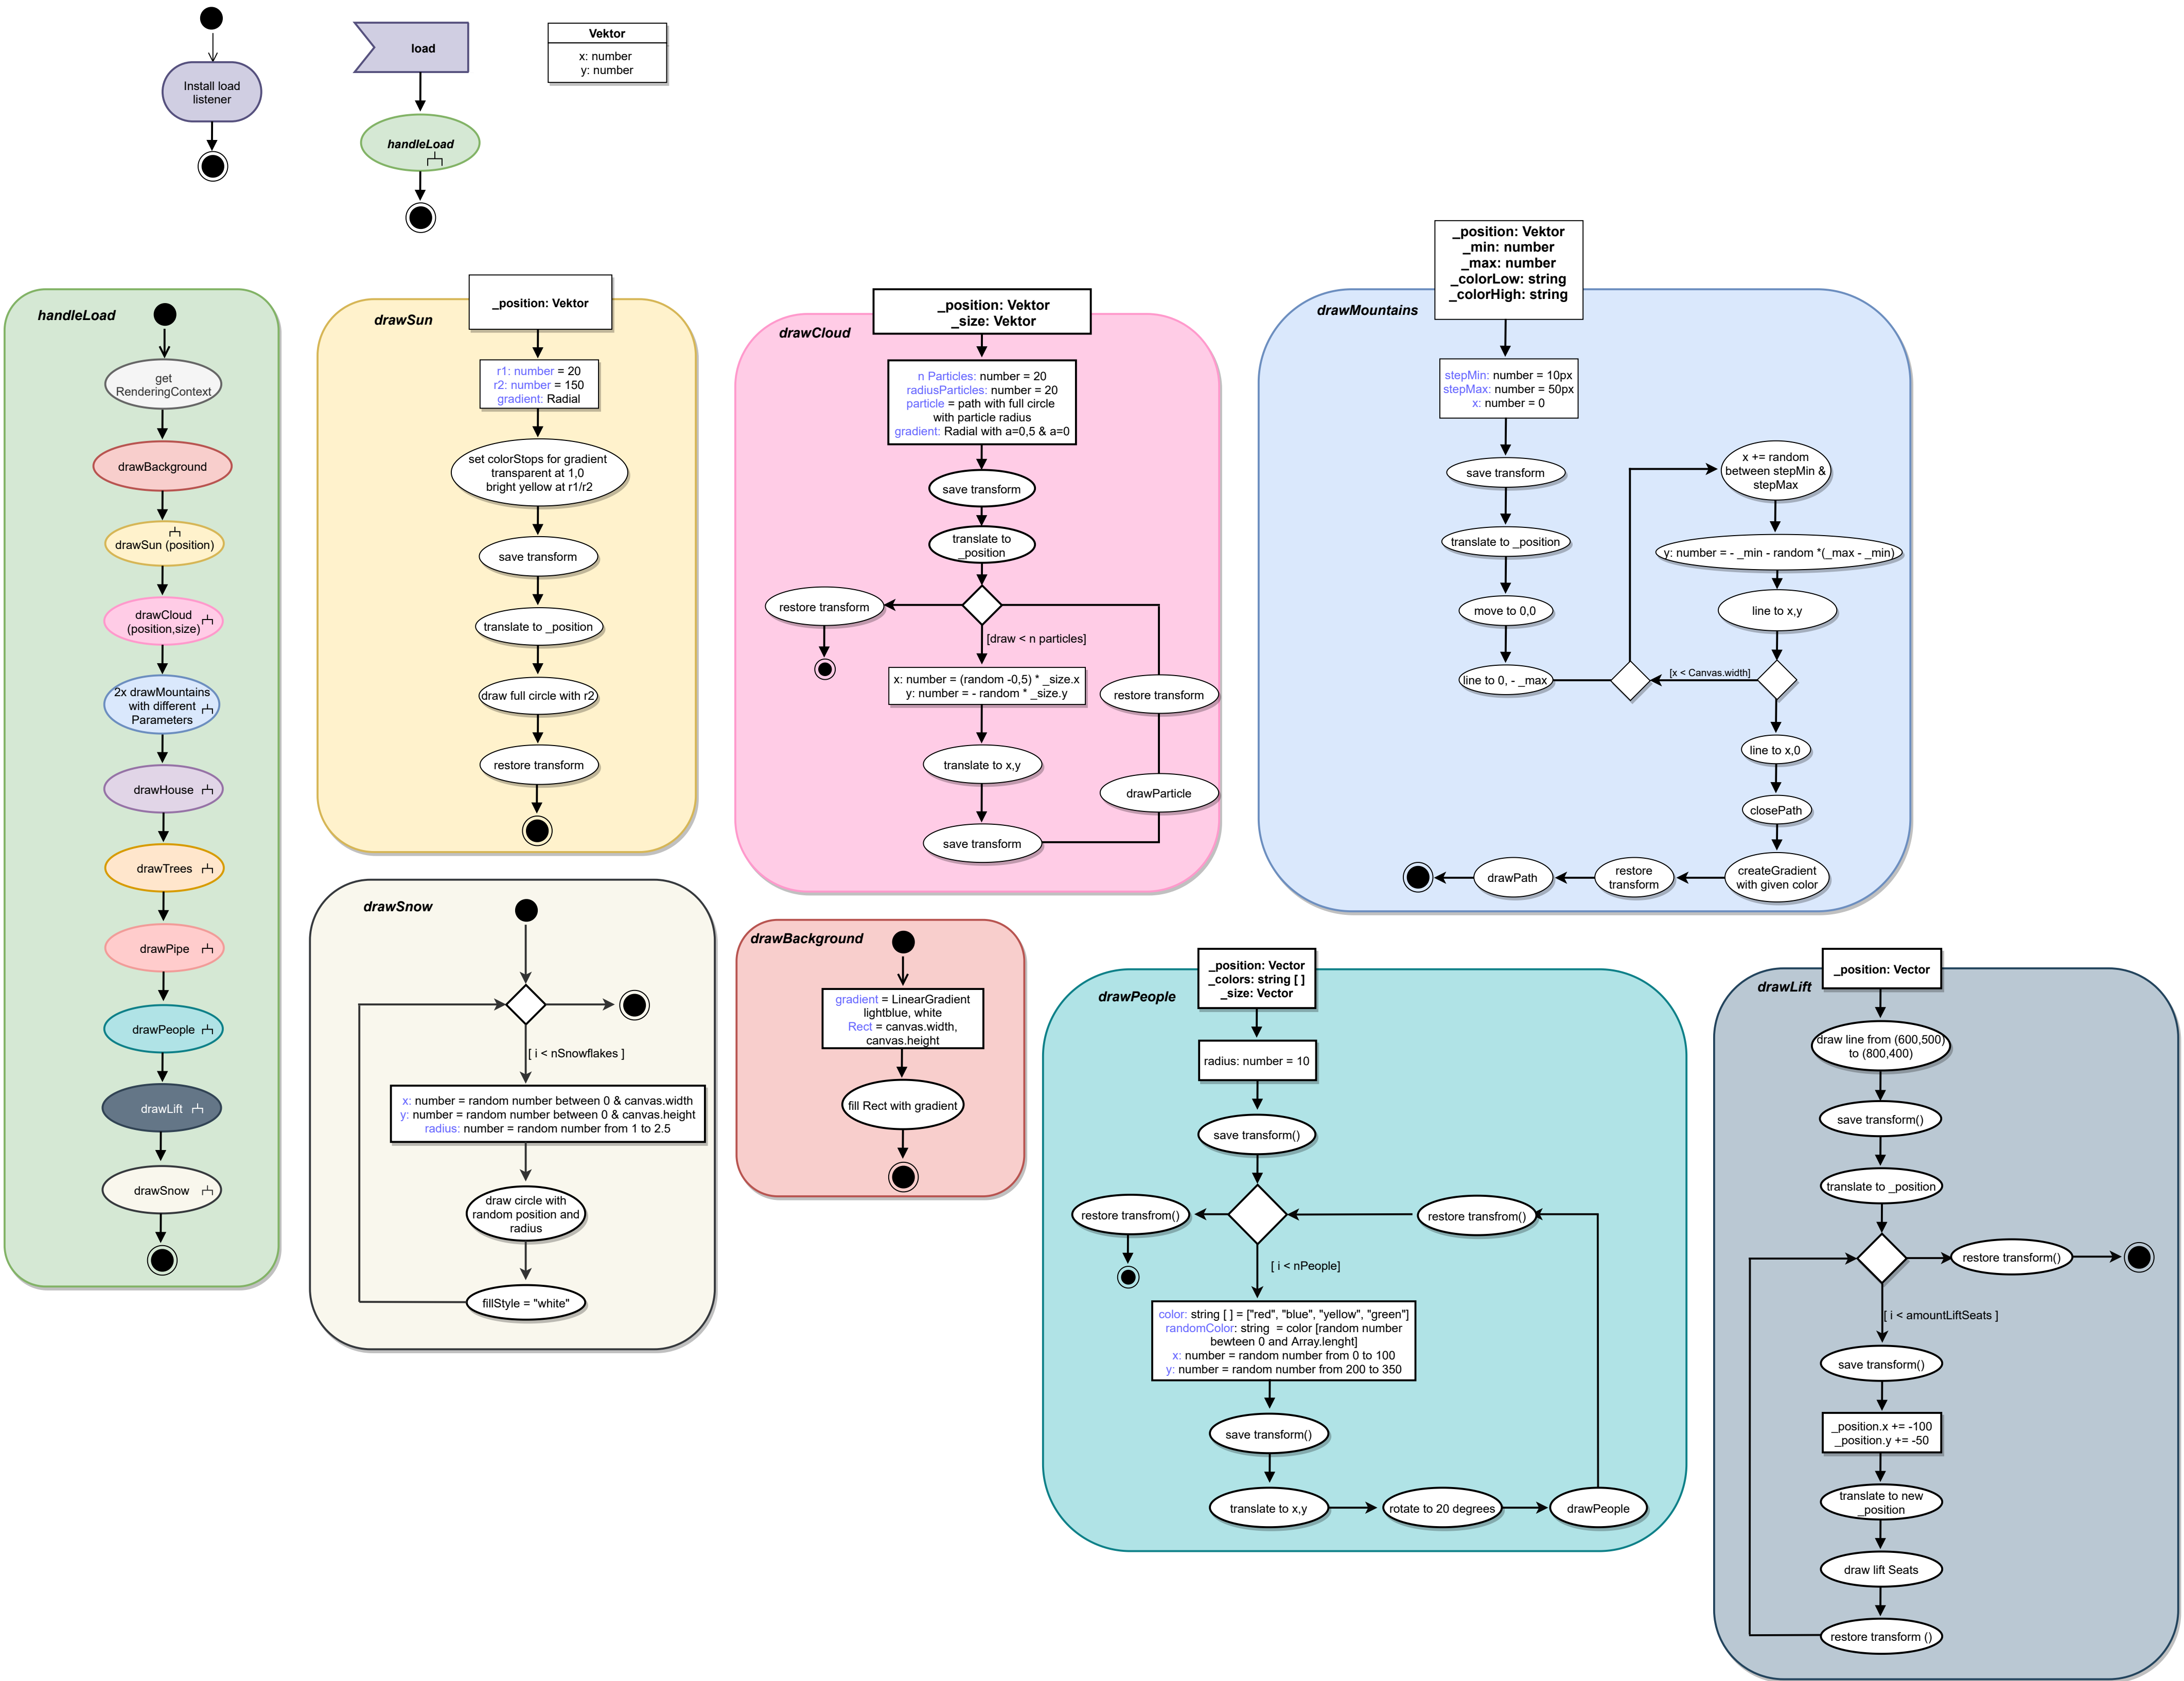 Install load
listener
load
handleLoad
Vektor
x: number
y: number
handleLoad
get
RenderingContext
drawBackground
drawSun (position)
drawCloud
(position,size)
2x drawMountains
with different
Parameters
drawHouse
drawTrees
drawPipe
drawPeople
drawLift
drawSnow
drawSun
_position: Vektor
r1: number = 20
r2: number = 150
gradient: Radial
set colorStops for gradient
transparent at 1,0
bright yellow at r1/r2
save transform
translate to _position
draw full circle with r2
restore transform
drawCloud
_position: Vektor
_size: Vektor
n Particles: number = 20
radiusParticles: number = 20
particle = path with full circle
with particle radius
gradient: Radial with a=0,5 & a=0
save transform
translate to
_position
restore transform
[draw < n particles]
x: number = (random -0,5) * _size.x
y: number = - random * _size.y
translate to x,y
save transform
restore transform
drawParticle
drawMountains
_position: Vektor
_min: number
_max: number
_colorLow: string
_colorHigh: string
stepMin: number = 10px
stepMax: number = 50px
x: number = 0
save transform
translate to _position
move to 0,0
line to 0, - _max
x += random
between stepMin &
stepMax
y: number = - _min - random *(_max - _min)
line to x,y
[x < Canvas.width]
line to x,0
closePath
createGradient
with given color
restore
transform
drawPath
drawSnow
[ i < nSnowflakes ]
x: number = random number between 0 & canvas.width
y: number = random number between 0 & canvas.height
radius: number = random number from 1 to 2.5
draw circle with
random position and
radius
fillStyle = "white"
drawBackground
gradient = LinearGradient
lightblue, white
Rect = canvas.width,
canvas.height
fill Rect with gradient
drawPeople
_position: Vector
_colors: string [ ]
_size: Vector
radius: number = 10
save transform()
restore transfrom()
restore transfrom()
[ i < nPeople]
color: string [ ] = ["red", "blue", "yellow", "green"]
randomColor: string  = color [random number
bewteen 0 and Array.lenght]
x: number = random number from 0 to 100
y: number = random number from 200 to 350
save transform()
translate to x,y
rotate to 20 degrees
drawPeople
drawLift
_position: Vector
draw line from (600,500)
to (800,400)
save transform()
translate to _position
restore transform()
[ i < amountLiftSeats ]
save transform()
_position.x += -100
_position.y += -50
translate to new
_position
draw lift Seats
restore transform ()